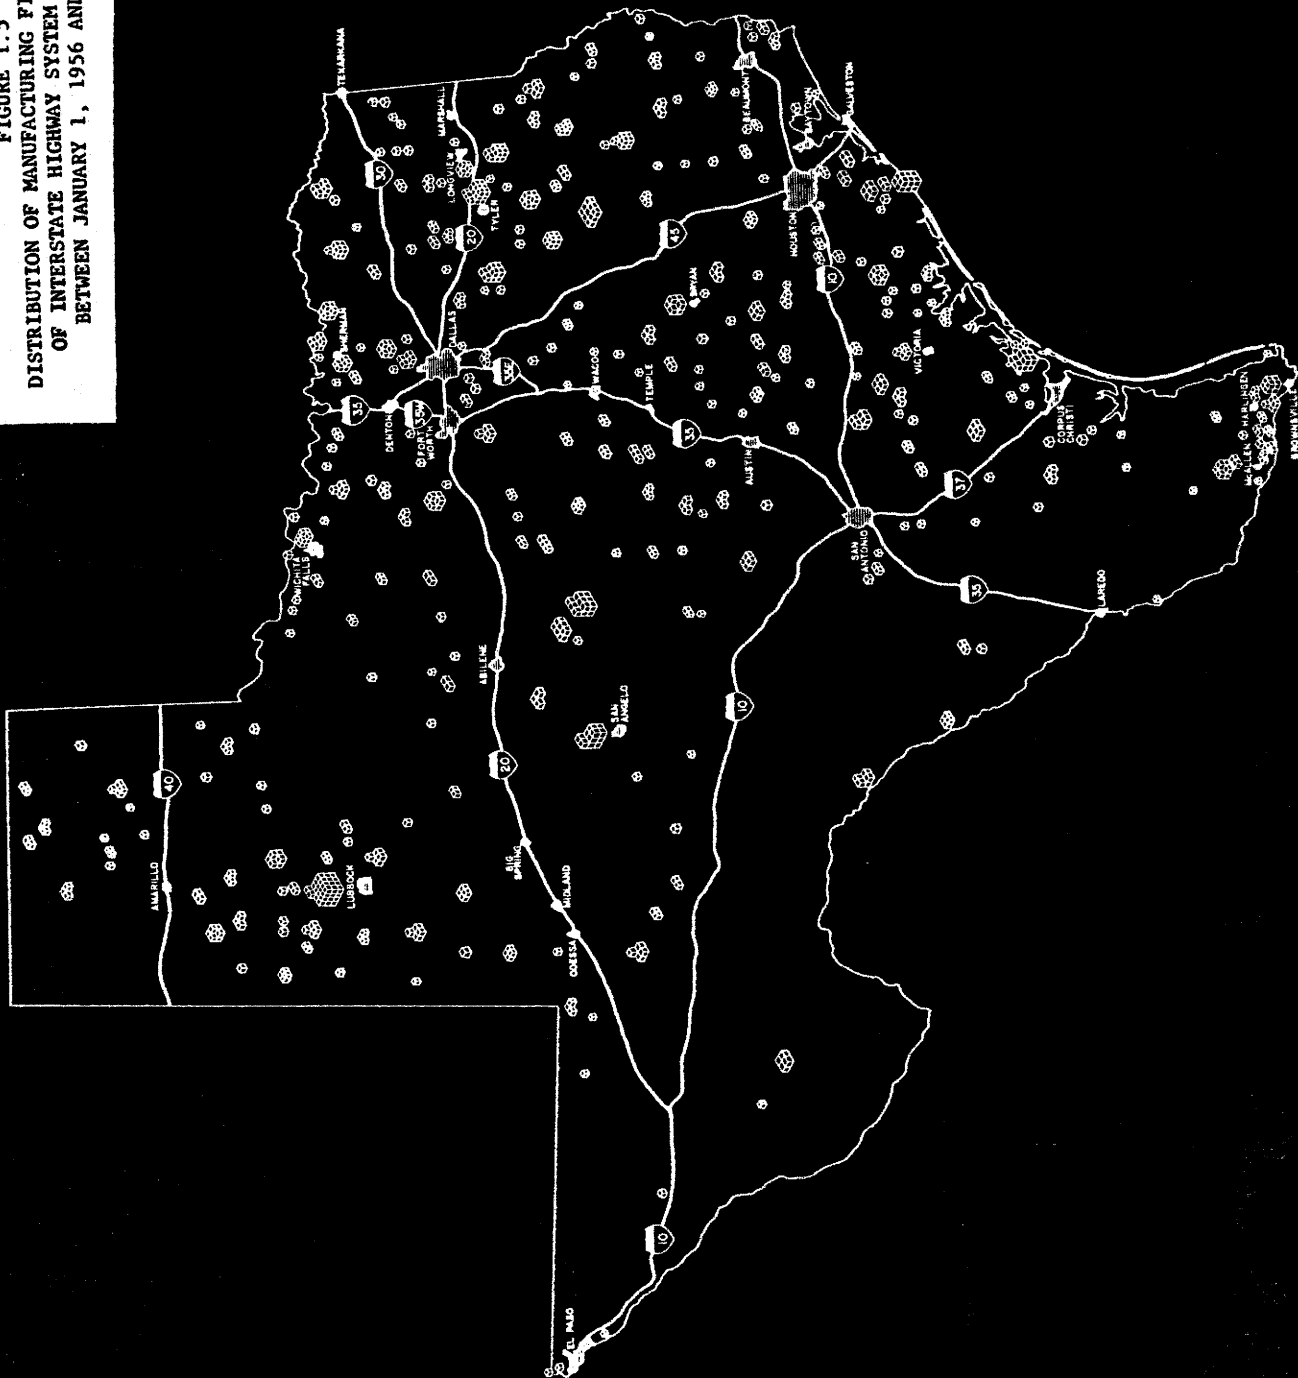 FIGURE 1.3
DISTRIBUTION OF MANUFACTURING
OF INTERSTATE HIGHWAY SYSTEM
BETWEEN JANUARY 1, 1956 AND
TEXARKANA
30
MARSHALL
LONGVIEW
TYLER
20
SHERMAN
DALLAS
35
DENTON
35W
FORT
WORTH
35E
45
BEAUMONT
BAYTOWN
GALVESTON
HOUSTON
10
BRYAN
WACO
TEMPLE
35
AUSTIN
VICTORIA
CORPUS
CHRISTI
37
SAN
ANTONIO
35
LAREDO
McALLEN
HARLINGEN
BROWNSVILLE
WICHITA
FALLS
ABILENE
SAN
ANGELO
10
20
40
AMARILLO
LUBBOCK
BIG
SPRING
MIDLAND
ODESSA
10
EL PASO